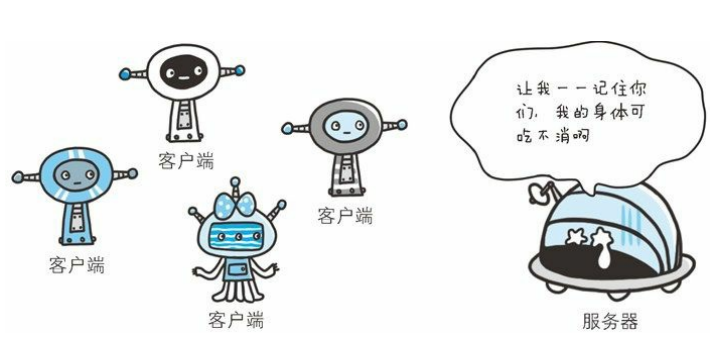 让我一一记住你
们，我的身体可
吃不消啊
客户端
客户端
客户端
客户端
服务器